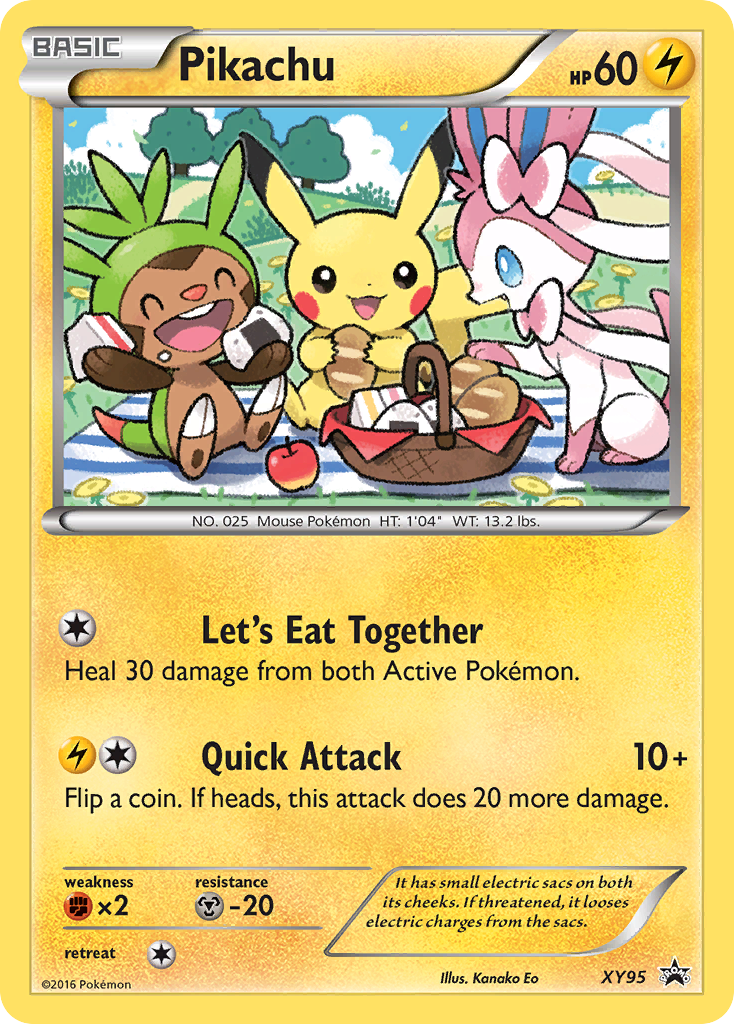 BASIC
Pikachu
HP60
NO. 025 Mouse Pokémon HT: 1'04" WT: 13.2 lbs.
Let's Eat Together
Heal 30 damage from both Active Pokémon.
Quick Attack 10+
Flip a coin. If heads, this attack does 20 more damage.
weakness resistance
×2 -20
It has small electric sacs on both
its cheeks. If threatened, it looses
electric charges from the sacs.
retreat
©2016 Pokémon Illus. Kanako Eo XY95 PROMO